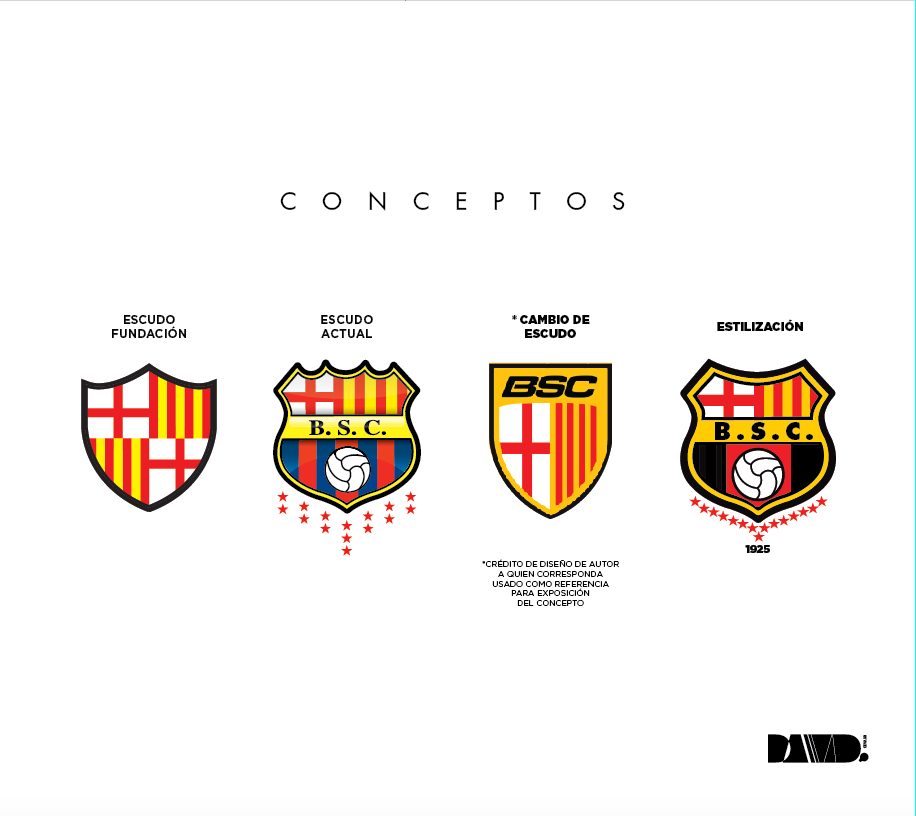 CONCEPTOS
ESCUDO
FUNDACIÓN
ESCUDO
ACTUAL
* CAMBIO DE
ESCUDO
ESTILIZACIÓN
B. S. C.
BSC
B. S. C.
1925
*CRÉDITO DE DISEÑO DE AUTOR
A QUIEN CORRESPONDA
USADO COMO REFERENCIA
PARA EXPOSICIÓN
DEL CONCEPTO
DAVID.